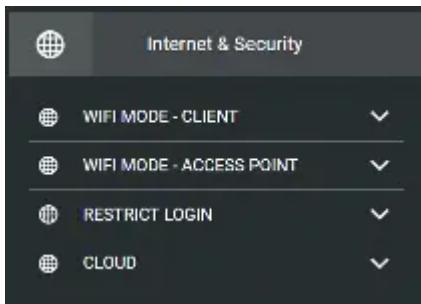 Internet & Security
WIFI MODE - CLIENT
WIFI MODE - ACCESS POINT
RESTRICT LOGIN
CLOUD